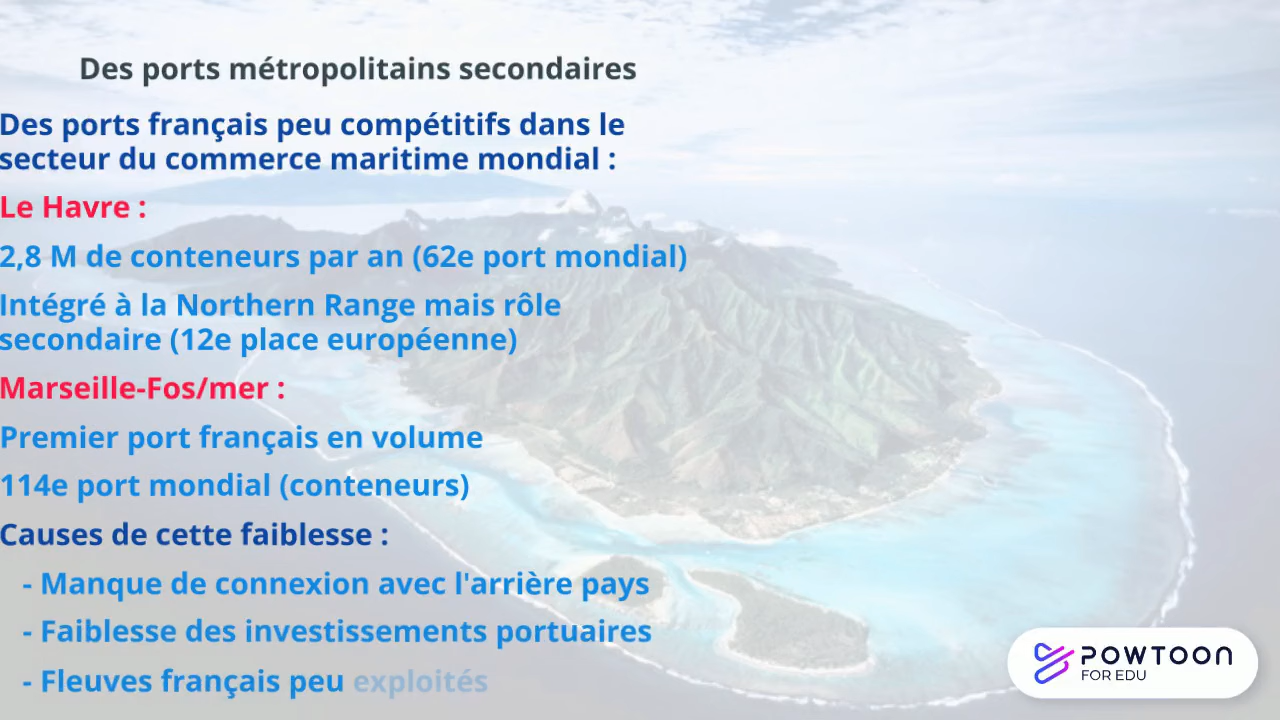 Des ports métropolitains secondaires
Des ports français peu compétitifs dans le
secteur du commerce maritime mondial :
Le Havre :
2,8 M de conteneurs par an (62e port mondial)
Intégré à la Northern Range mais rôle
secondaire (12e place européenne)
Marseille-Fos/mer :
Premier port français en volume
114e port mondial (conteneurs)
Causes de cette faiblesse :
- Manque de connexion avec l'arrière pays
- Faiblesse des investissements portuaires
- Fleuves français peu exploités
POWTOON
FOR EDU